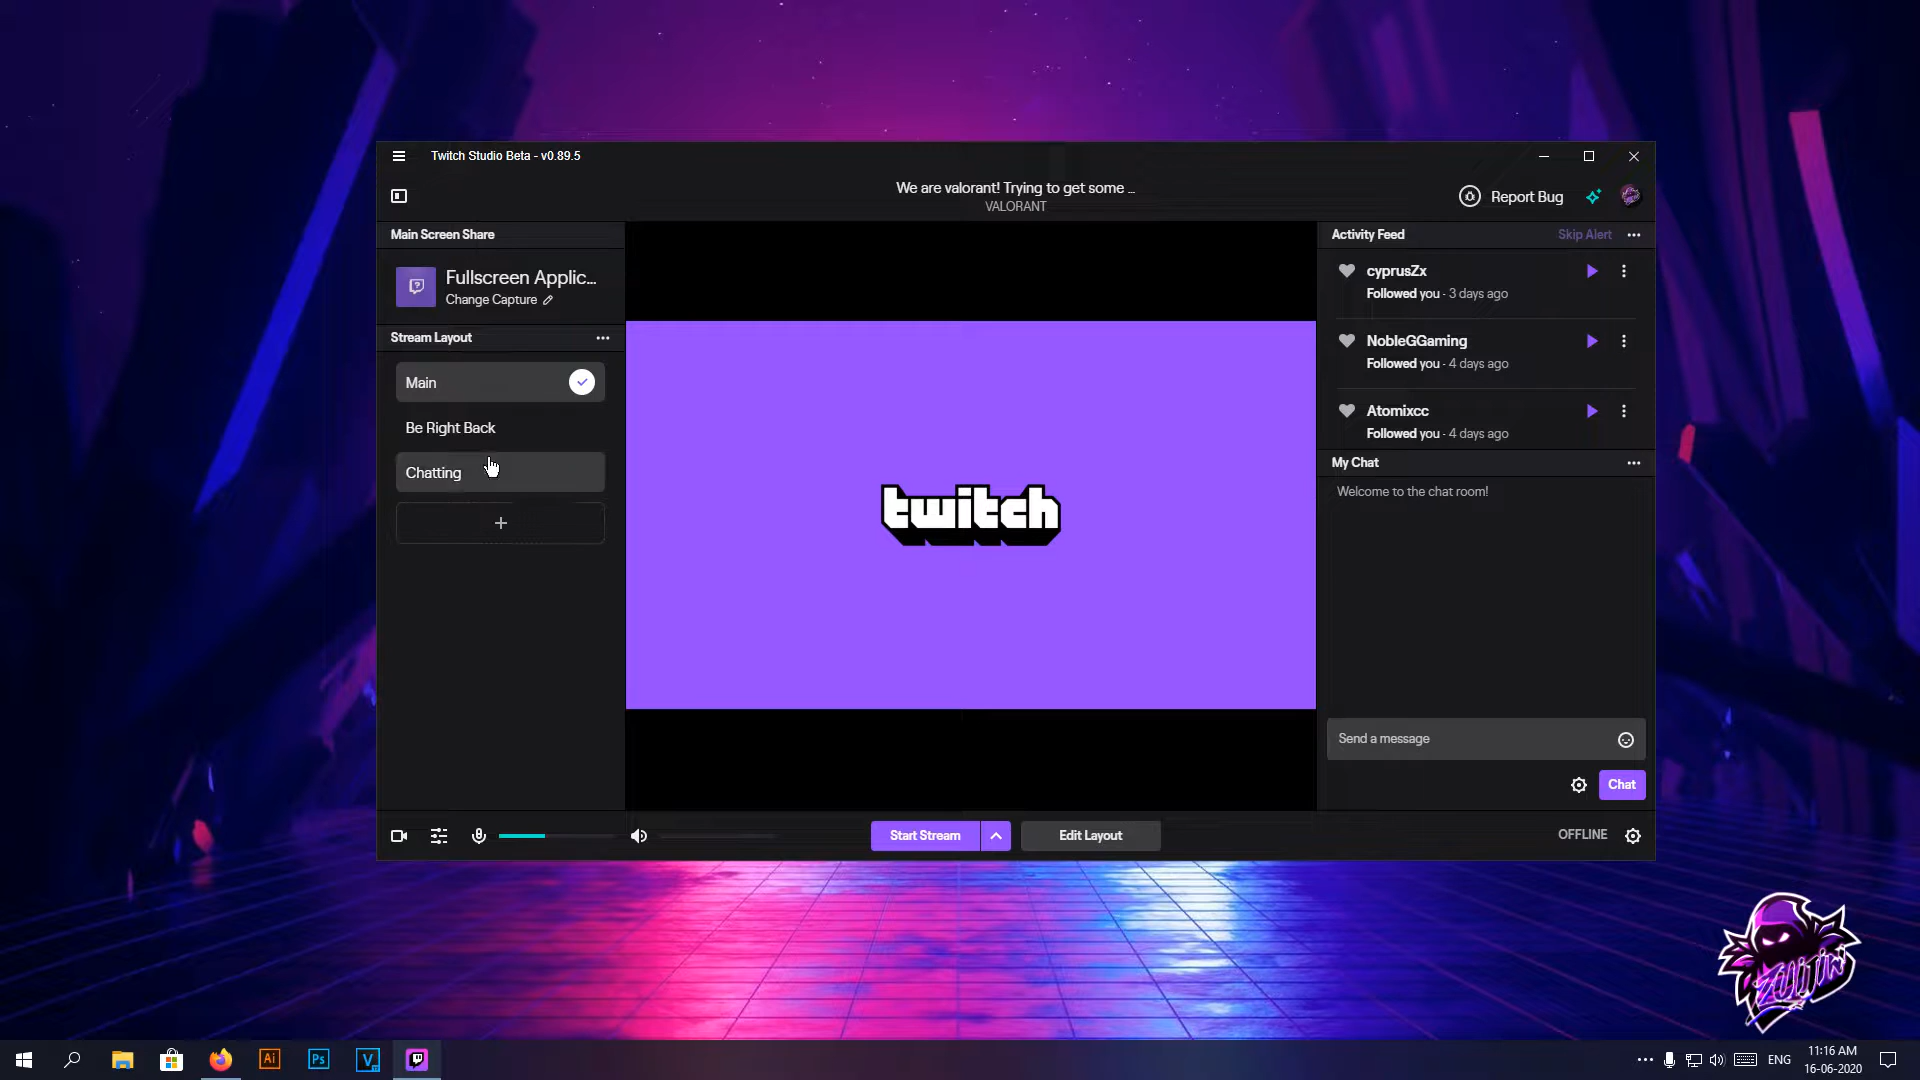 Twitch Studio Beta - v0.89.5
We are valorant! Trying to get some ...
VALORANT
Report Bug
Main Screen Share
Fullscreen Applic...
Change Capture
Stream Layout
Main
Be Right Back
Chatting
+
twitch
Activity Feed
Skip Alert
cyprusZx
Followed you - 3 days ago
NobleGGaming
Followed you - 4 days ago
Atomixcc
Followed you - 4 days ago
My Chat
Welcome to the chat room!
Send a message
Chat
Start Stream
Edit Layout
OFFLINE
ZULITIN
Ai
Ps
V
ENG
11:16 AM
16-06-2020